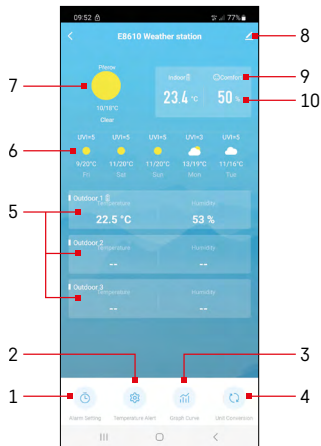 09:52
77%
8
E8610 Weather station
Phone
Indoor
Comfort
9
7
23.4 °C
50 %
10
10/19°C
Clear
UVI=5 UVI=5 UVI=5 UVI=3 UVI=5
6
9/20°C 11/20°C 11/20°C 13/19°C 11/16°C
Fri Sat Sun Mon Tue
5
Outdoor 1
Temperature Humidity
22.5 °C 53 %
Outdoor 2
Temperature Humidity
-- --
Outdoor 3
Temperature Humidity
-- --
2
3
1
4
Alarm Setting Temperature Alert Graph Curve Unit Conversion